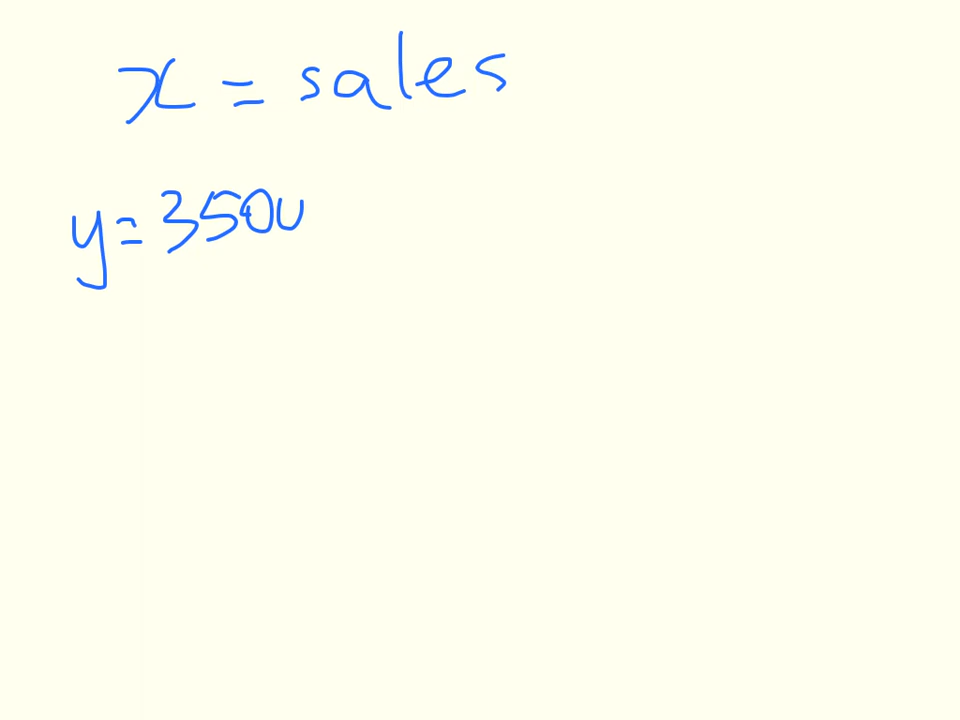 x = sales
y = 3500